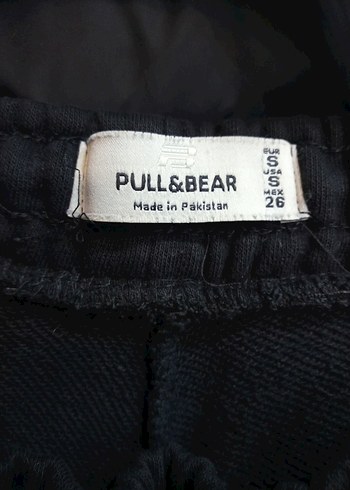 PULL&BEAR
Made in Pakistan
EUR
S
USA
S
MEX
26